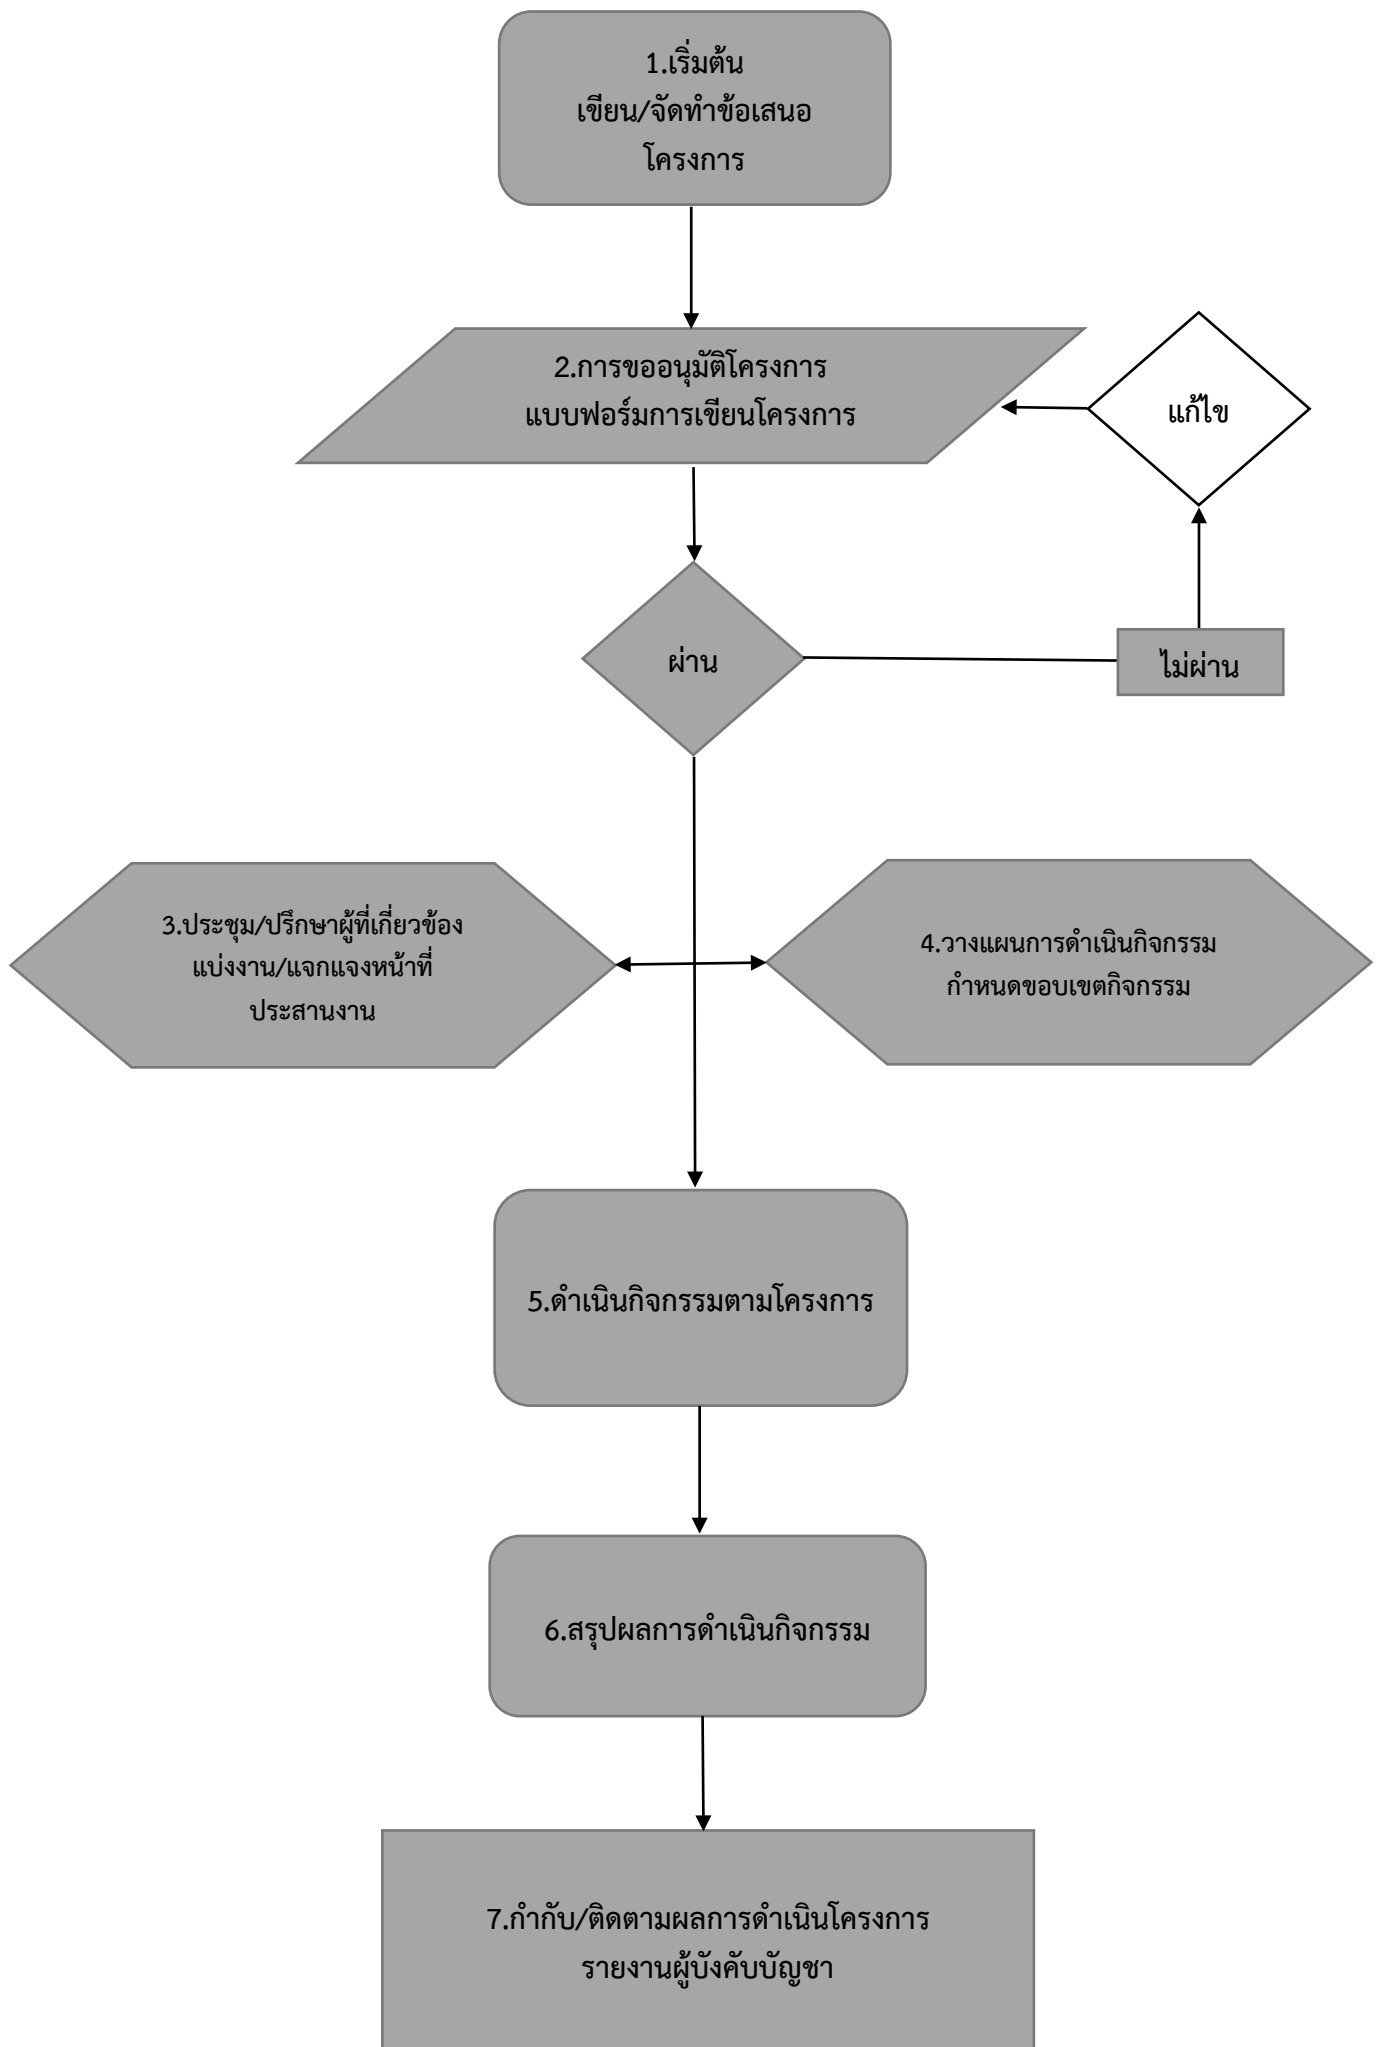 1.เริ่มต้น
เขียน/จัดทำข้อเสนอ
โครงการ
2.การขออนุมัติโครงการ
แบบฟอร์มการเขียนโครงการ
แก้ไข
ผ่าน
ไม่ผ่าน
3.ประชุม/ปรึกษาผู้ที่เกี่ยวข้อง
แบ่งงาน/แจกแจงหน้าที่
ประสานงาน
4.วางแผนการดำเนินกิจกรรม
กำหนดขอบเขตกิจกรรม
5.ดำเนินกิจกรรมตามโครงการ
6.สรุปผลการดำเนินกิจกรรม
7.กำกับ/ติดตามผลการดำเนินโครงการ
รายงานผู้บังคับบัญชา